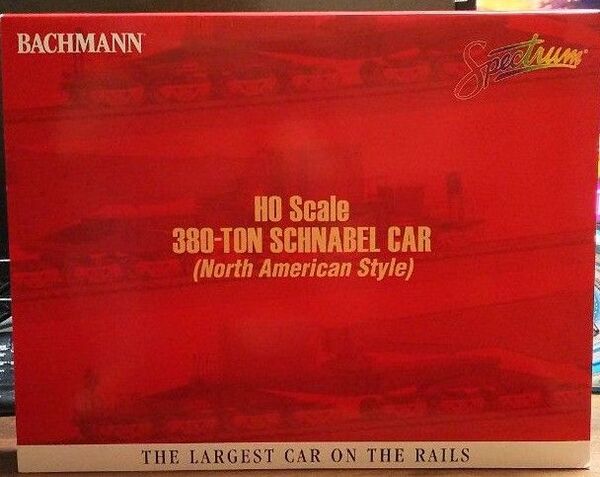 BACHMANN
Spectrum®
HO Scale
380-TON SCHNABEL CAR
(North American Style)
THE LARGEST CAR ON THE RAILS